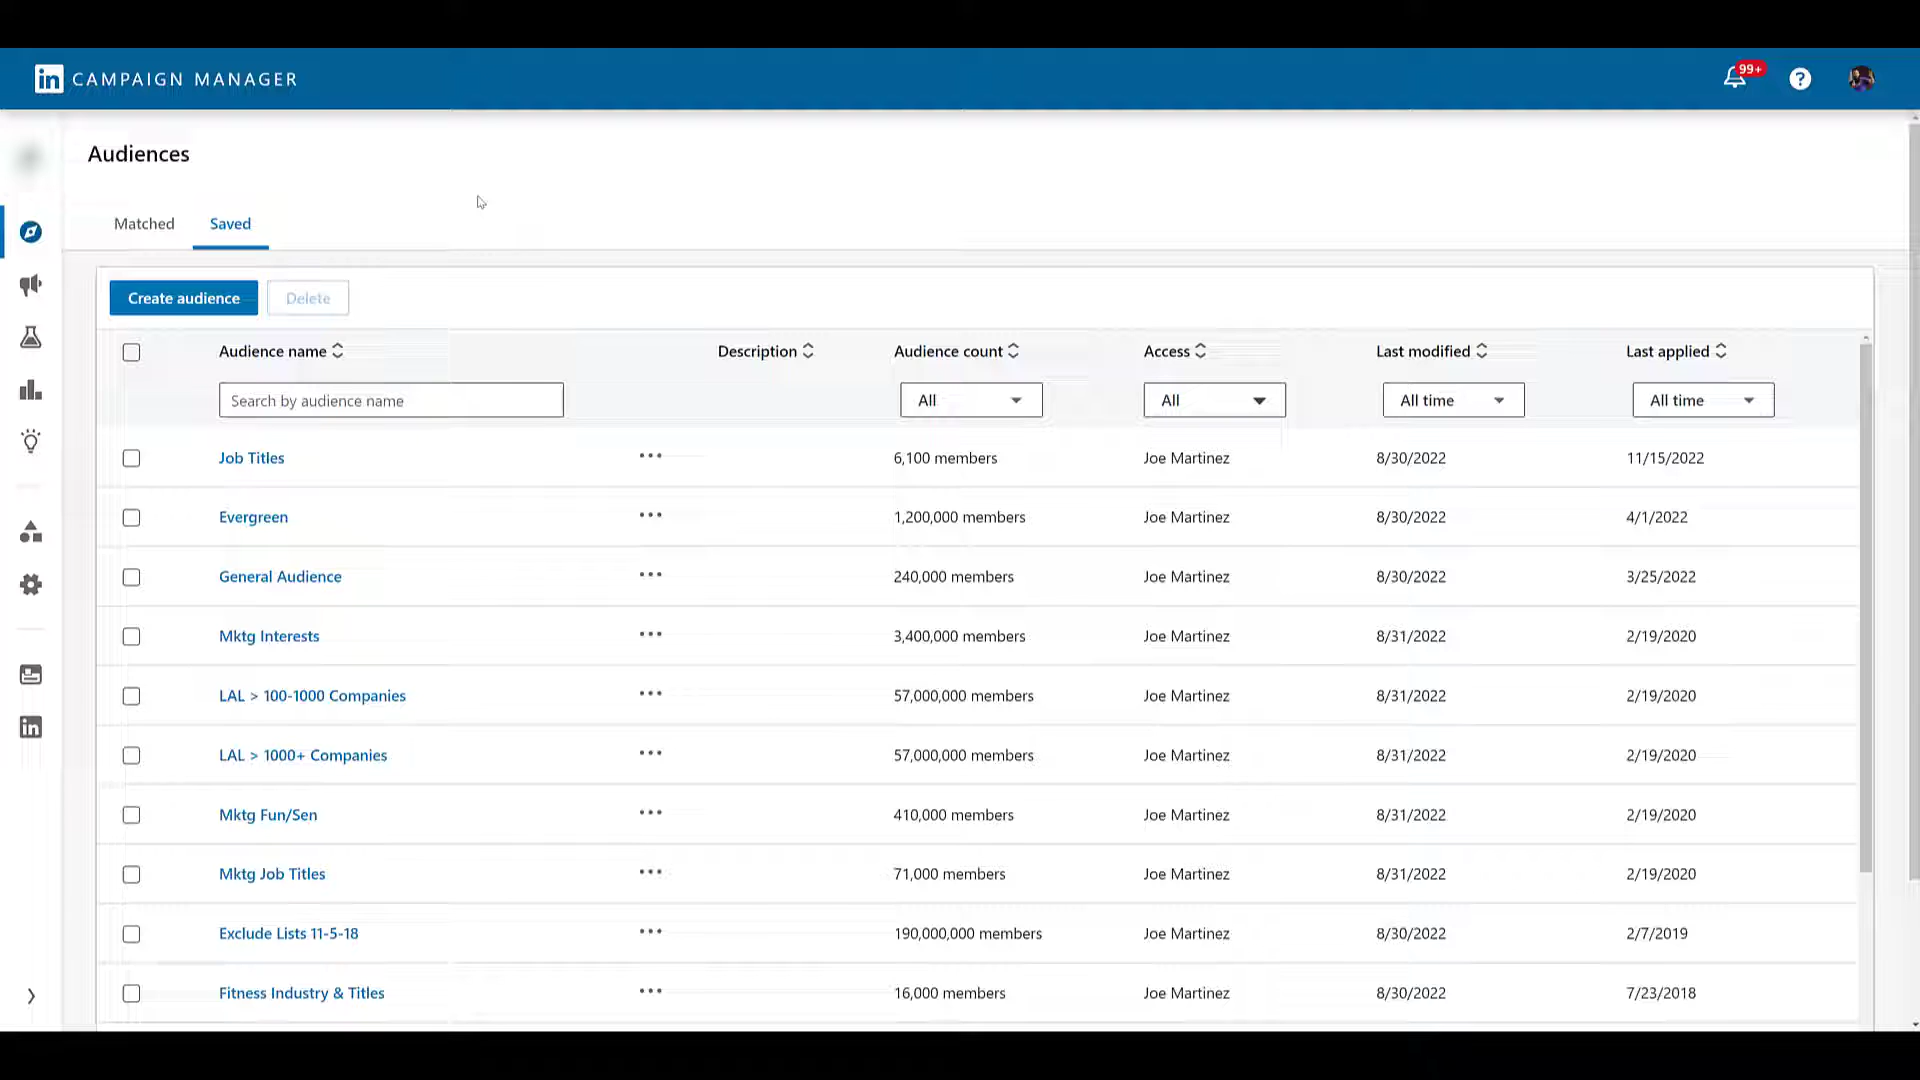 in CAMPAIGN MANAGER 99+ ?
Audiences
Matched Saved
Create audience Delete
Audience name Description Audience count Access Last modified Last applied
Search by audience name All All All time All time
Job Titles ••• 6,100 members Joe Martinez 8/30/2022 11/15/2022
Evergreen ••• 1,200,000 members Joe Martinez 8/30/2022 4/1/2022
General Audience ••• 240,000 members Joe Martinez 8/30/2022 3/25/2022
Mktg Interests ••• 3,400,000 members Joe Martinez 8/31/2022 2/19/2020
LAL > 100-1000 Companies ••• 57,000,000 members Joe Martinez 8/31/2022 2/19/2020
LAL > 1000+ Companies ••• 57,000,000 members Joe Martinez 8/31/2022 2/19/2020
Mktg Fun/Sen ••• 410,000 members Joe Martinez 8/31/2022 2/19/2020
Mktg Job Titles ••• 71,000 members Joe Martinez 8/31/2022 2/19/2020
in
Exclude Lists 11-5-18 ••• 190,000,000 members Joe Martinez 8/30/2022 2/7/2019
Fitness Industry & Titles ••• 16,000 members Joe Martinez 8/30/2022 7/23/2018